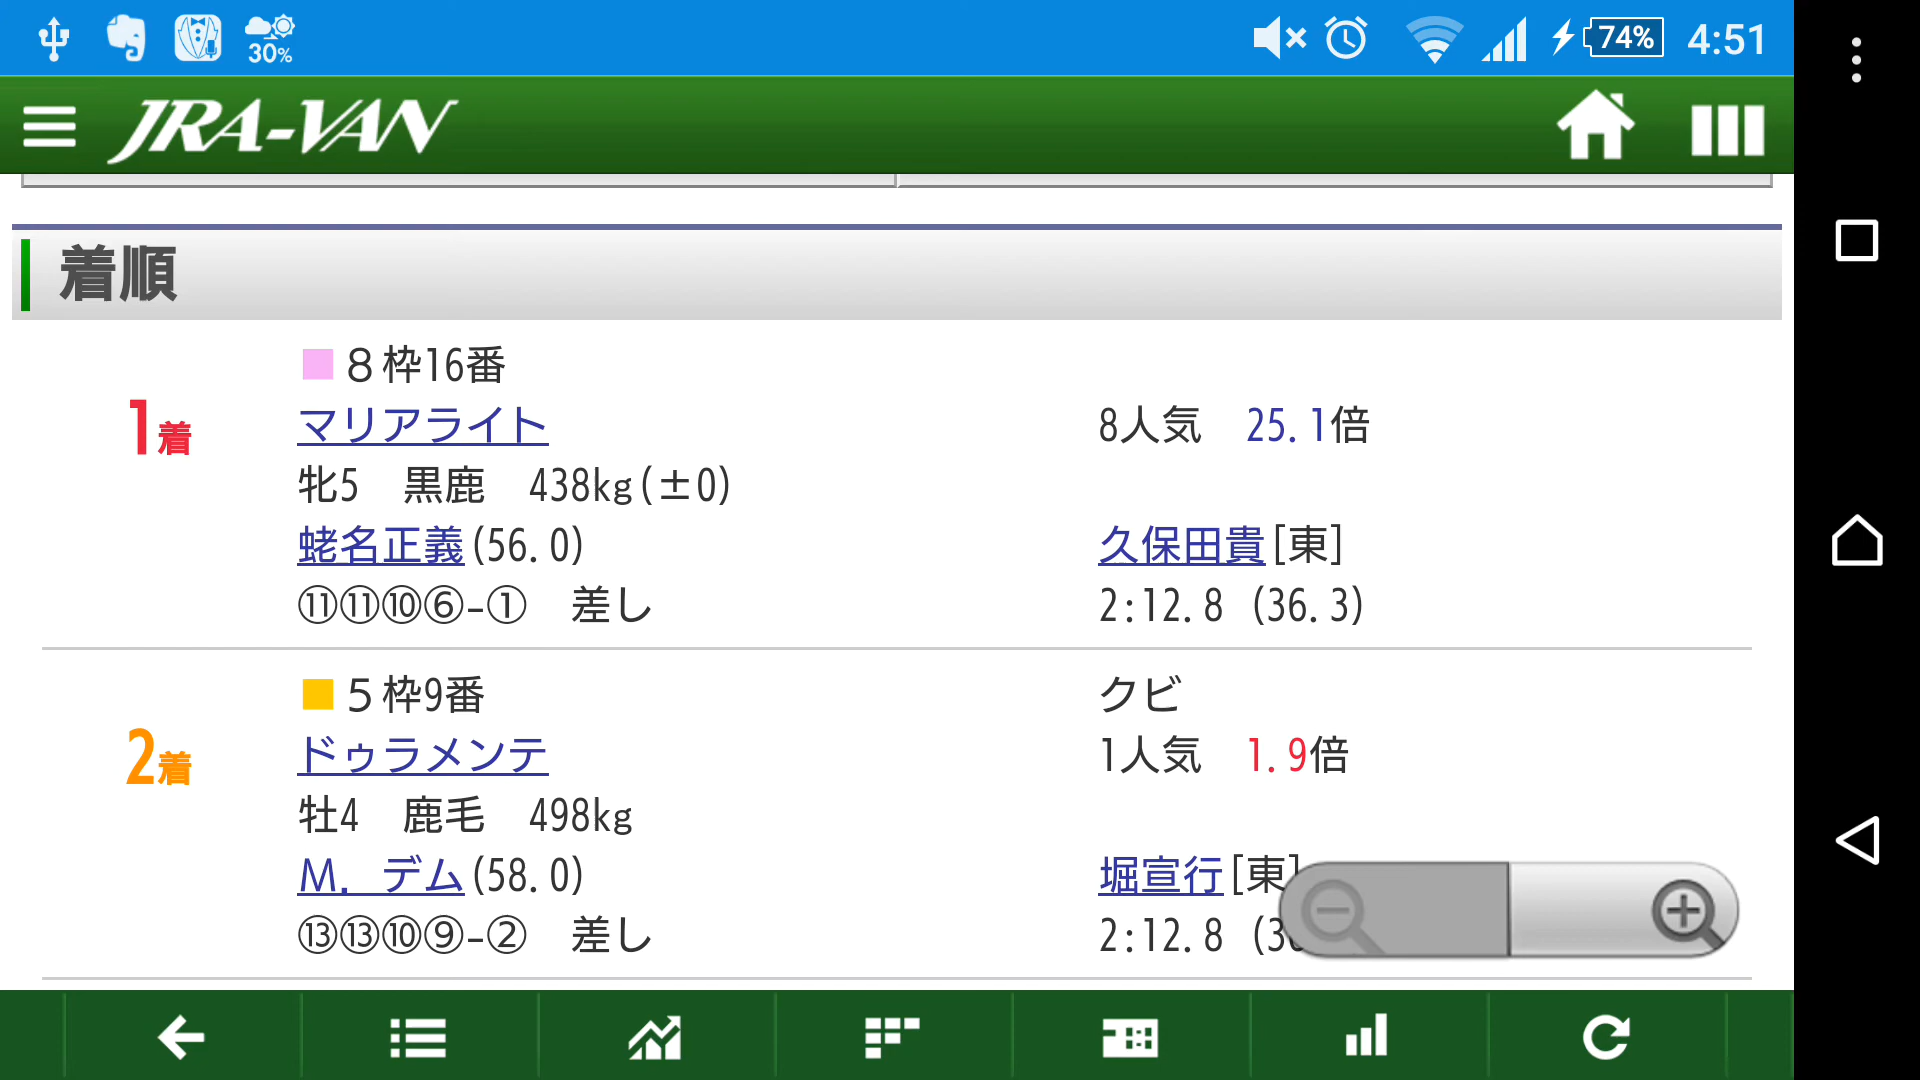 30%
74%
4:51
JRA-VAN
着順
1着
8枠16番
マリアライト
8人気 25.1倍
牝5 黒鹿 438kg(±0)
蛯名正義(56.0)
久保田貴[東]
⑪⑪⑩⑥-① 差し
2:12.8 (36.3)
2着
5枠9番
クビ
ドゥラメンテ
1人気 1.9倍
牡4 鹿毛 498kg
M.デム(58.0)
堀宣行[東]
⑬⑬⑩⑨-② 差し
2:12.8